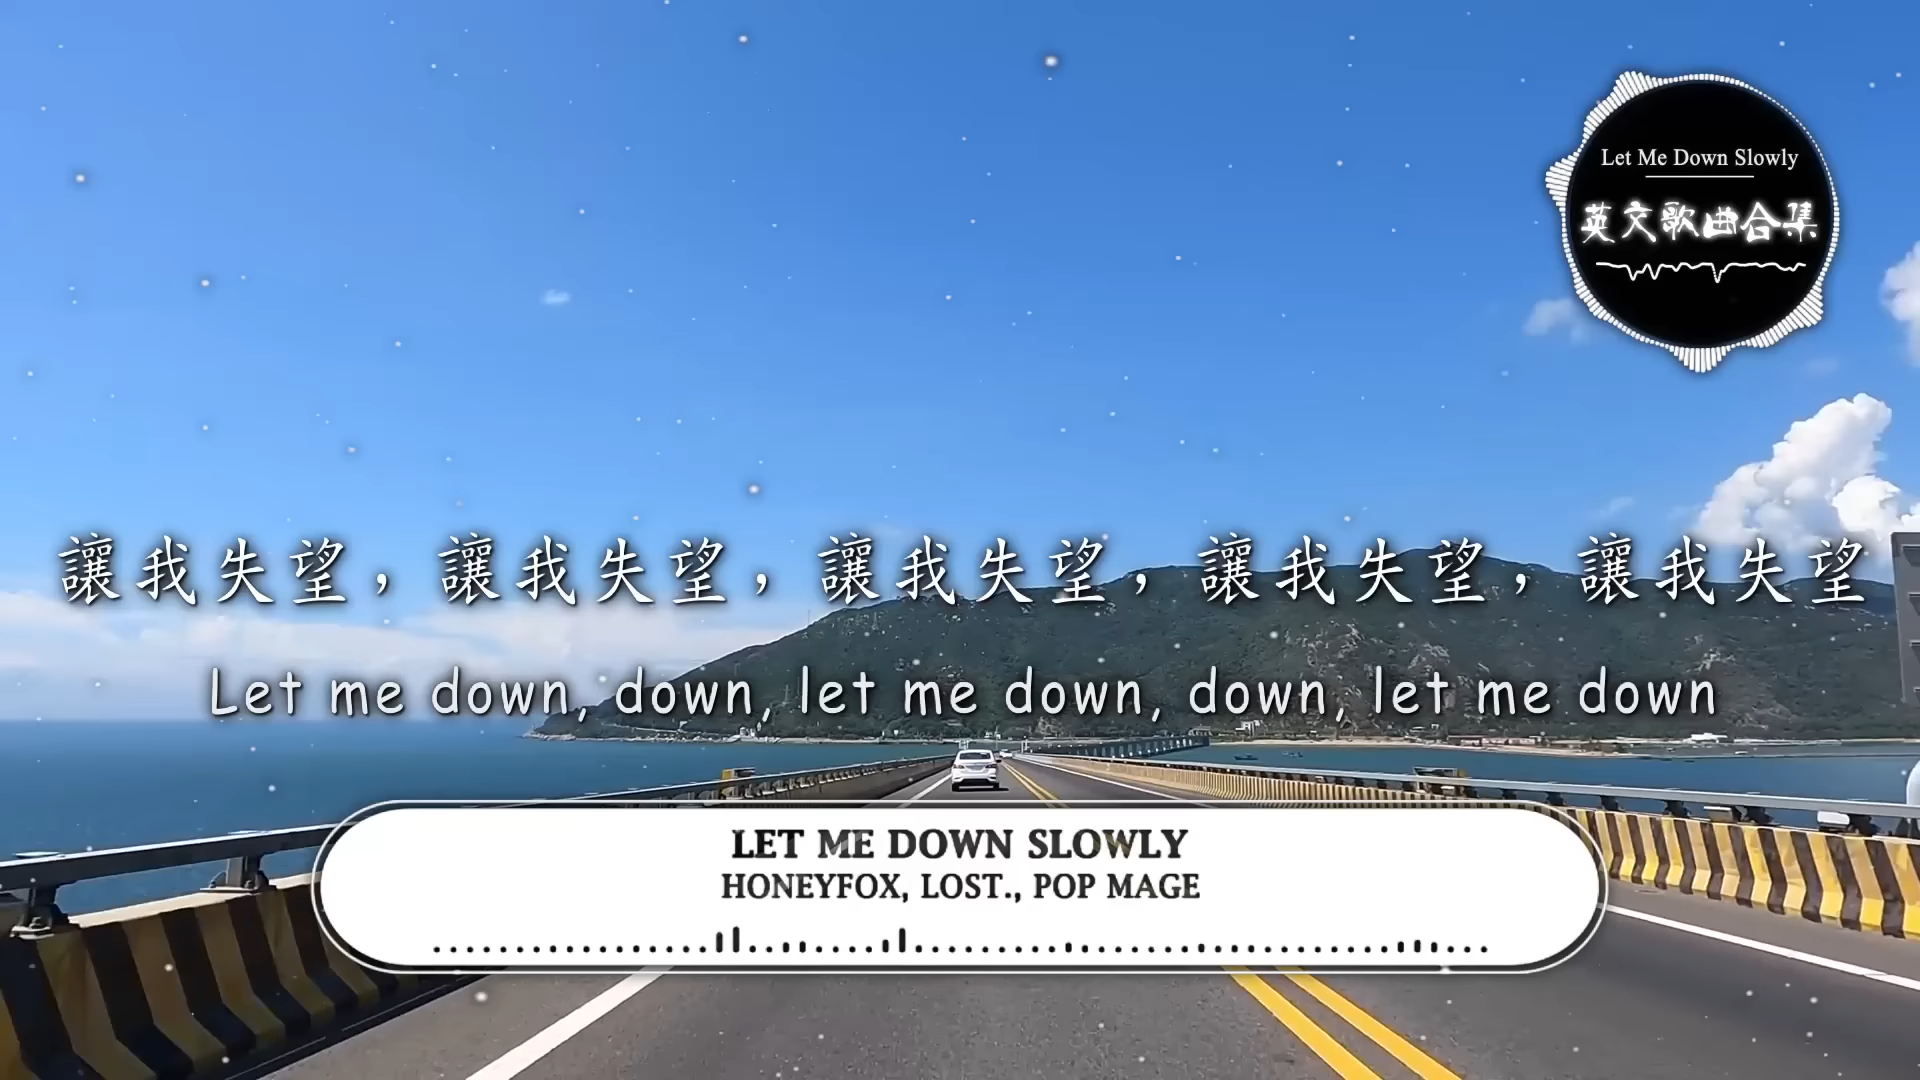 Let Me Down Slowly
英文歌曲合集
讓我失望，讓我失望，讓我失望，讓我失望，讓我失望
Let me down, down, let me down, down, let me down
LET ME DOWN SLOWLY
HONEYFOX, LOST., POP MAGE